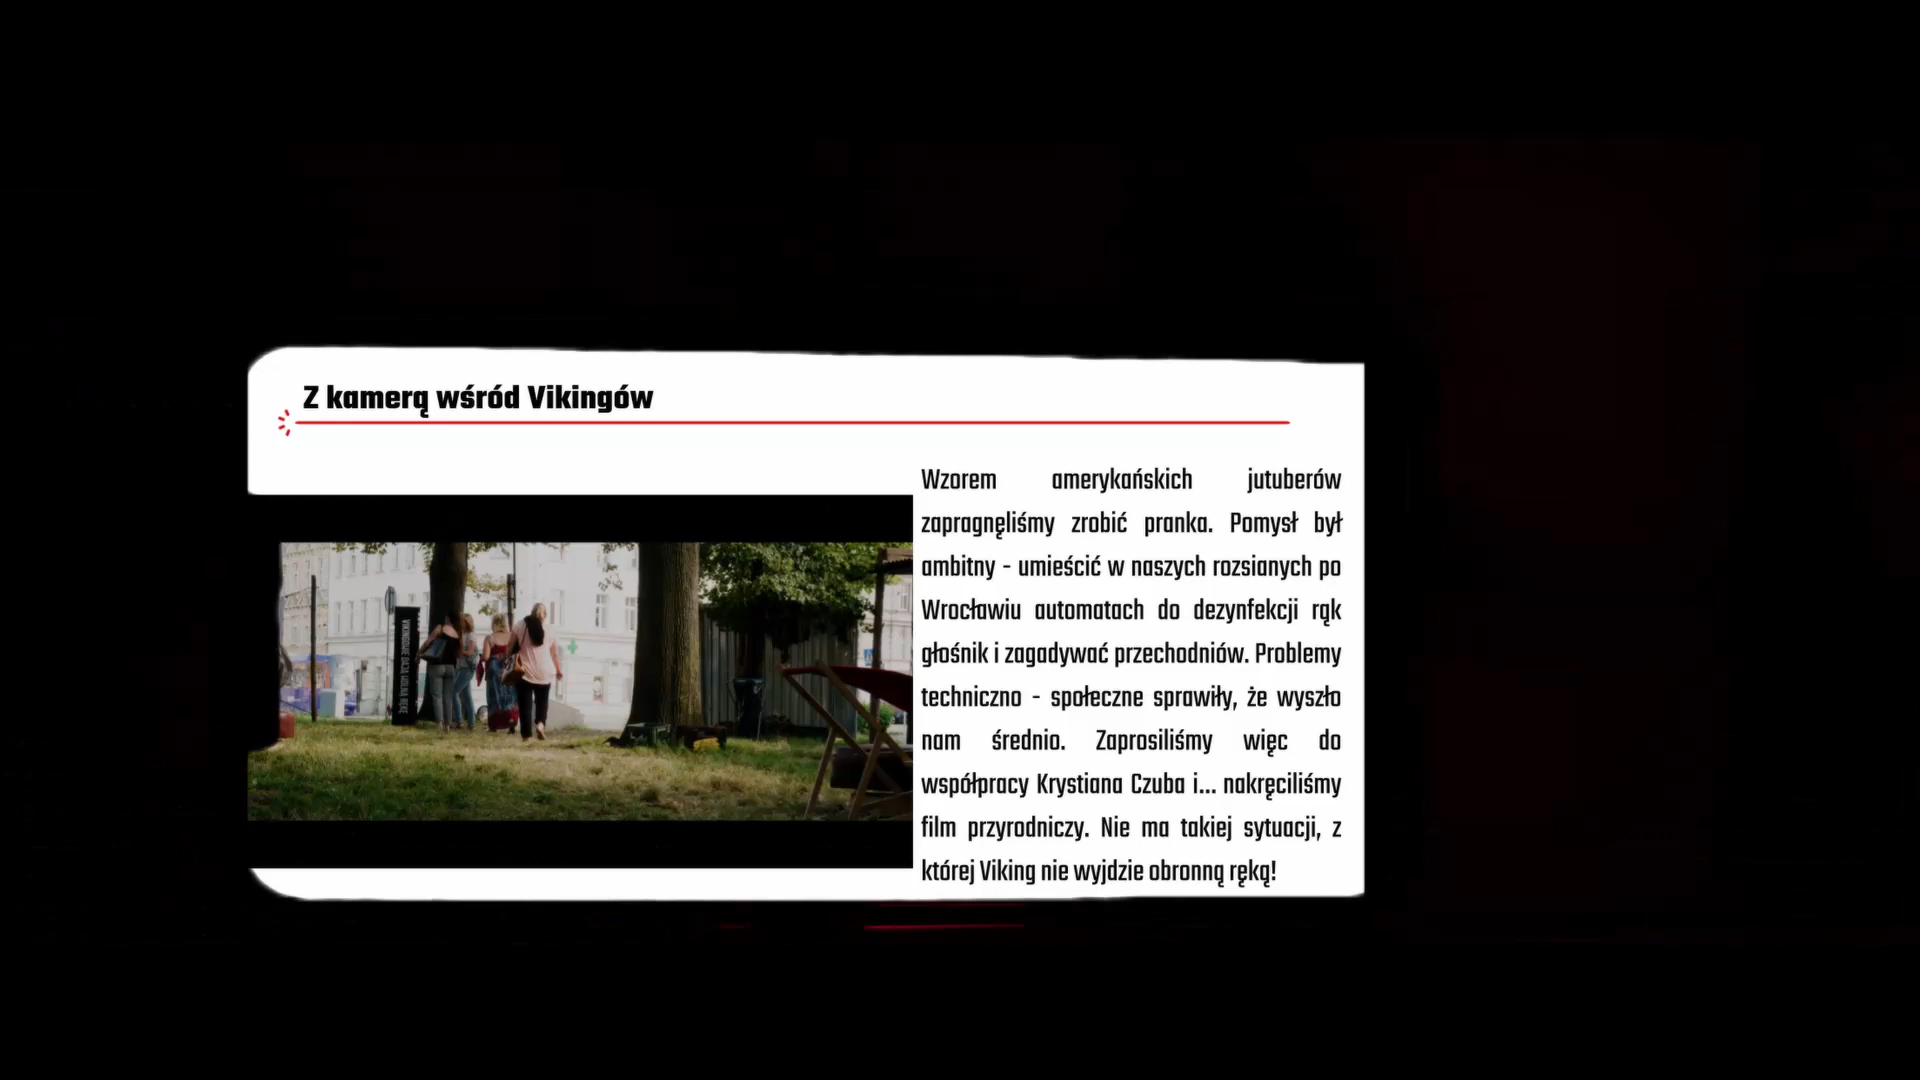 Z kamerą wśród Vikingów
Wzorem amerykańskich jutuberów
zapragnęliśmy zrobić pranka. Pomysł był
ambitny - umieścić w naszych rozsianych po
Wrocławiu automatach do dezynfekcji rąk
głośnik i zagadywać przechodniów. Problemy
techniczno - społeczne sprawiły, że wyszło
nam średnio. Zaprosiliśmy więc do
współpracy Krystiana Czuba i... nakręciliśmy
film przyrodniczy. Nie ma takiej sytuacji, z
której Viking nie wyjdzie obronną ręką!